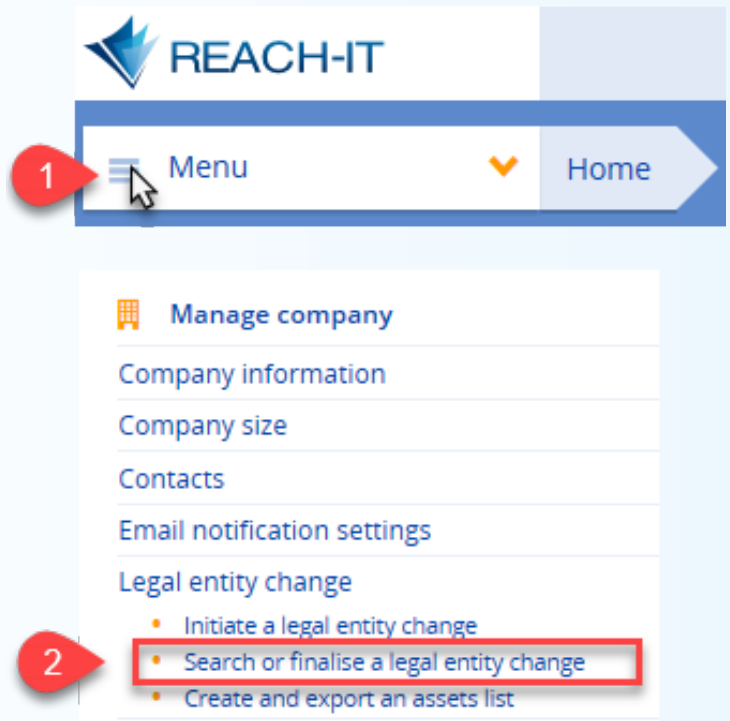 REACH-IT
1
Menu
Home
Manage company
Company information
Company size
Contacts
Email notification settings
Legal entity change
• Initiate a legal entity change
2
• Search or finalise a legal entity change
• Create and export an assets list